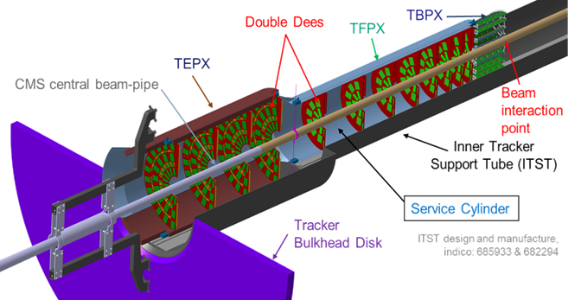 Double Dees
TBPX
TFPX
TEPX
CMS central beam-pipe
Beam
interaction
point
Inner Tracker
Support Tube (ITST)
Service Cylinder
Tracker
Bulkhead Disk
ITST design and manufacture,
indico: 685933 & 682294